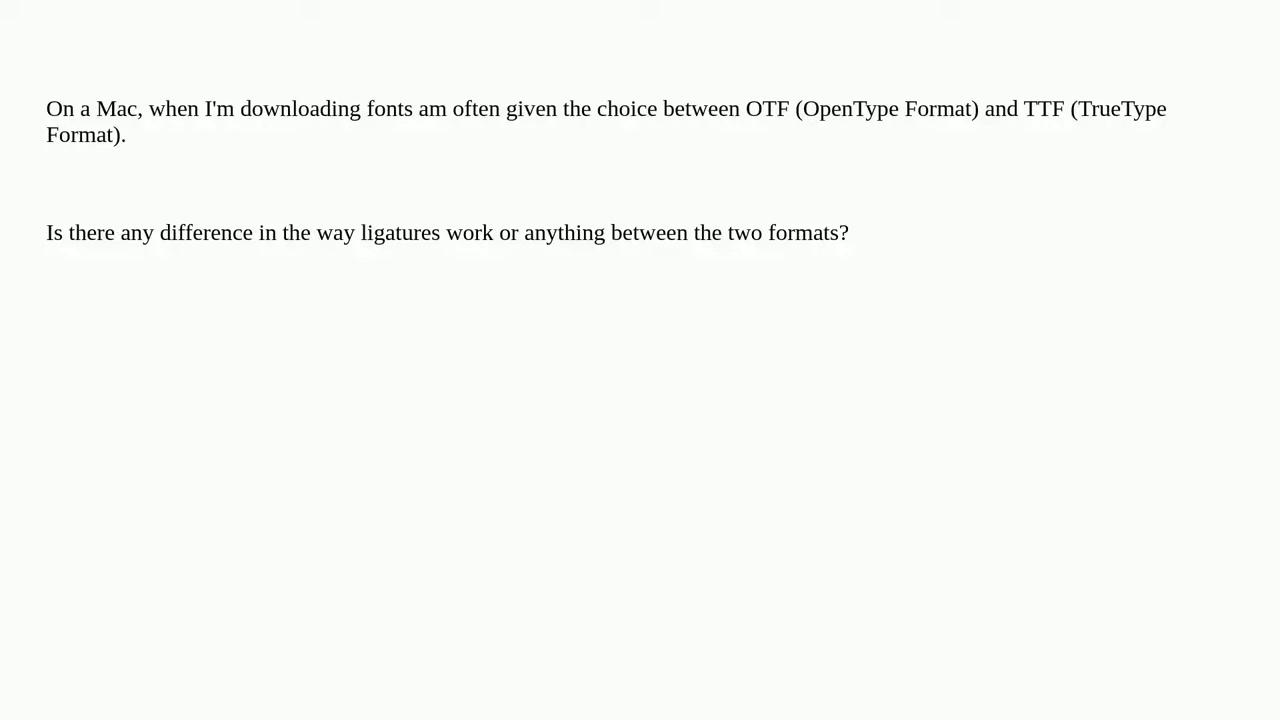 On a Mac, when I'm downloading fonts am often given the choice between OTF (OpenType Format) and TTF (TrueType
Format).
Is there any difference in the way ligatures work or anything between the two formats?